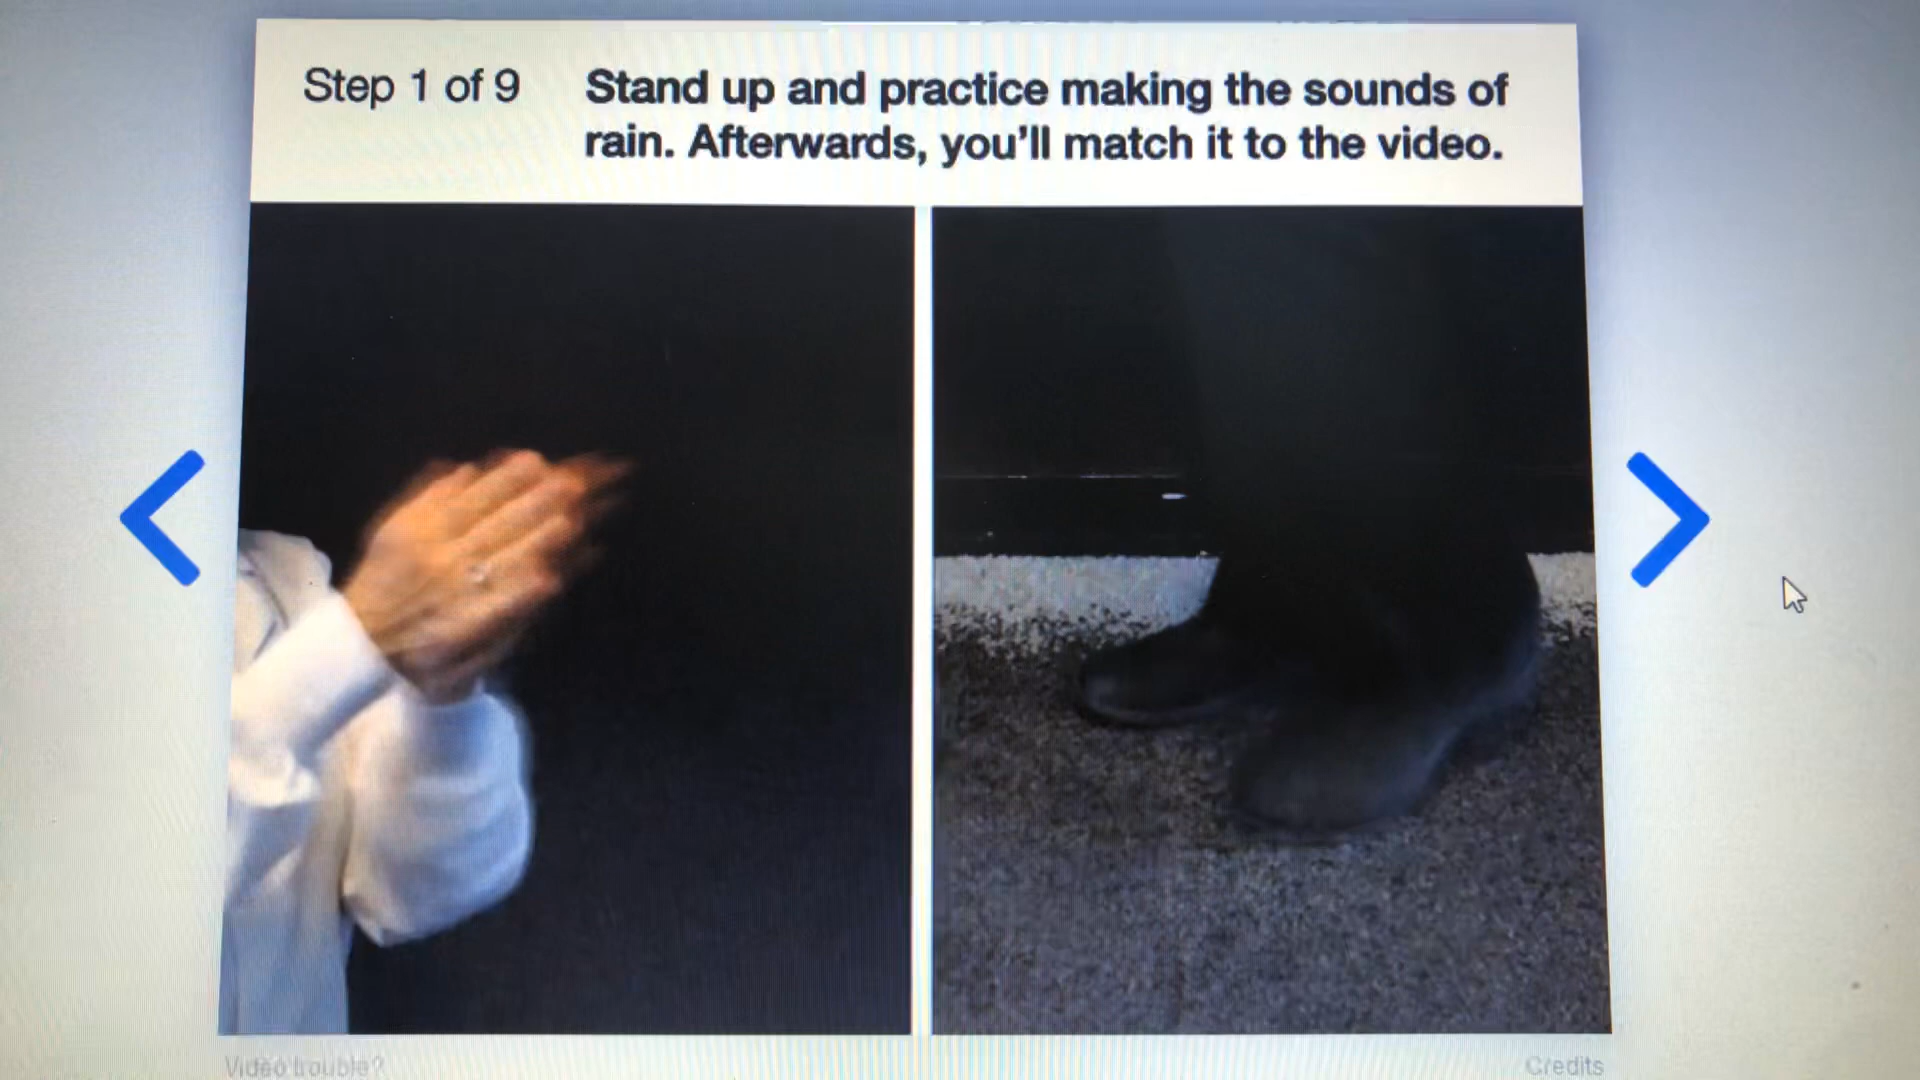 Step 1 of 9
Stand up and practice making the sounds of
rain. Afterwards, you'll match it to the video.
Video trouble?
Credits